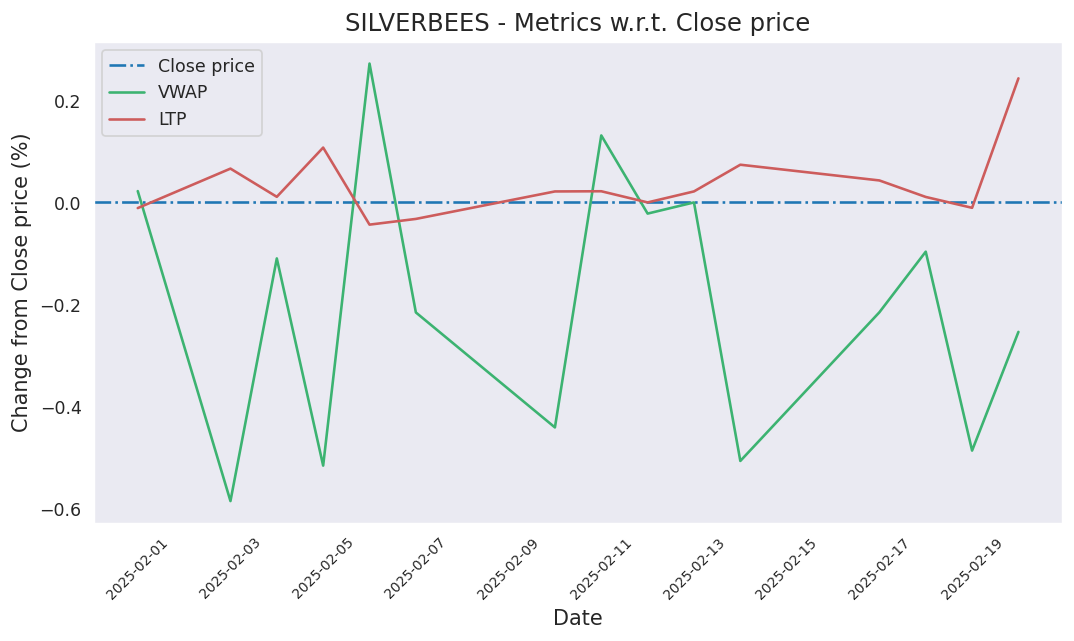 SILVERBEES - Metrics w.r.t. Close price
Close price
VWAP
LTP
Change from Close price (%)
0.2
0.0
−0.2
−0.4
−0.6
2025-02-01
2025-02-03
2025-02-05
2025-02-07
2025-02-09
2025-02-11
2025-02-13
2025-02-15
2025-02-17
2025-02-19
Date